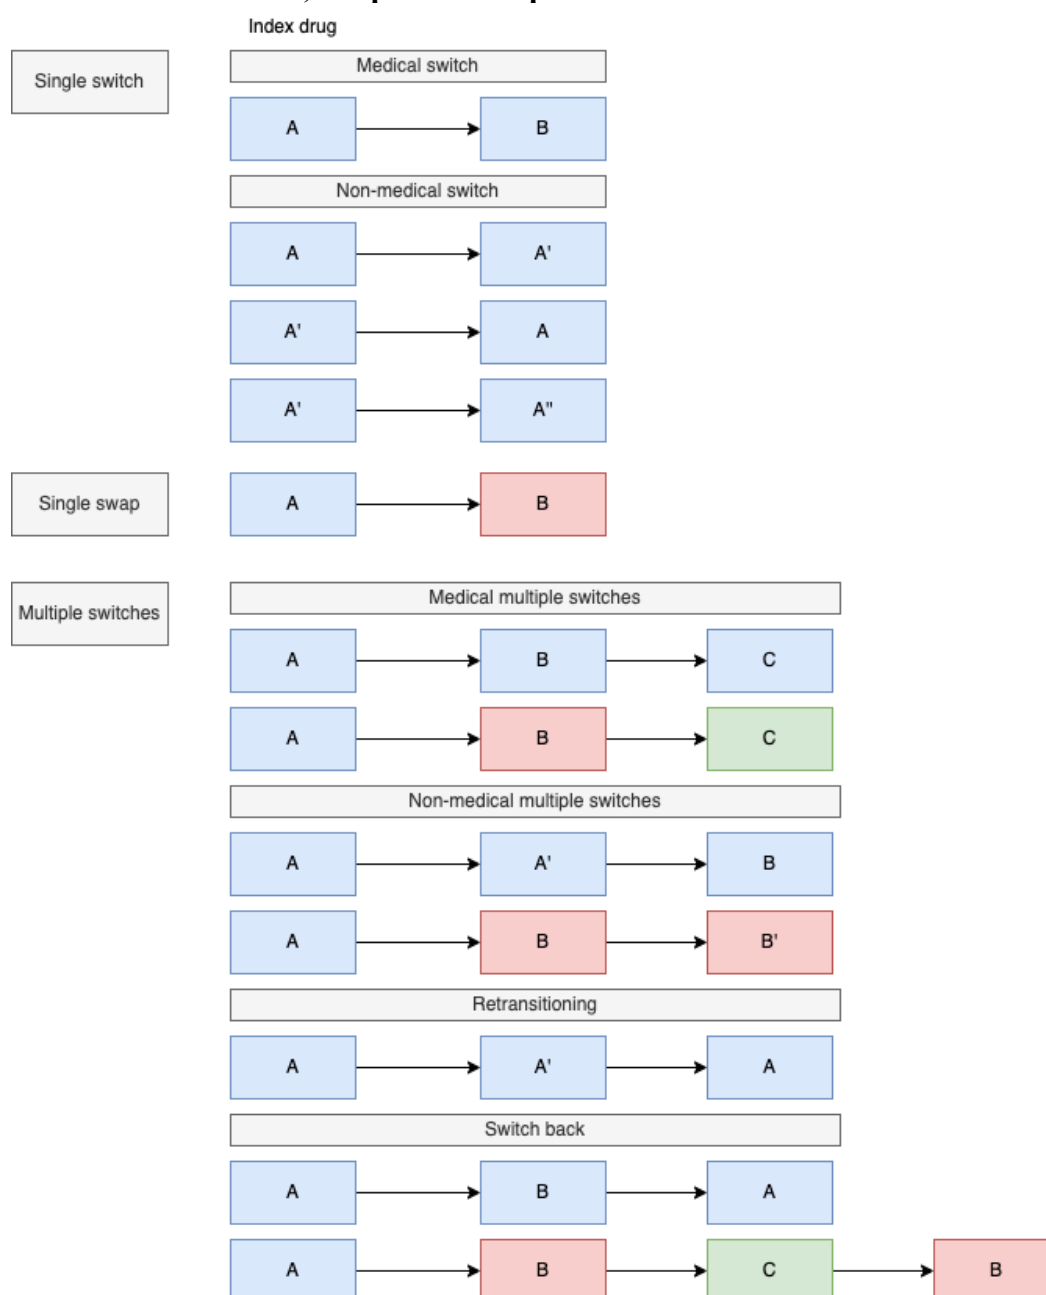 Index drug
Single switch
Medical switch
A B
Non-medical switch
A A'
A' A
A' A"
Single swap
A B
Multiple switches
Medical multiple switches
A B C
A B C
Non-medical multiple switches
A A' B
A B B'
Retransitioning
A A' A
Switch back
A B A
A B C B